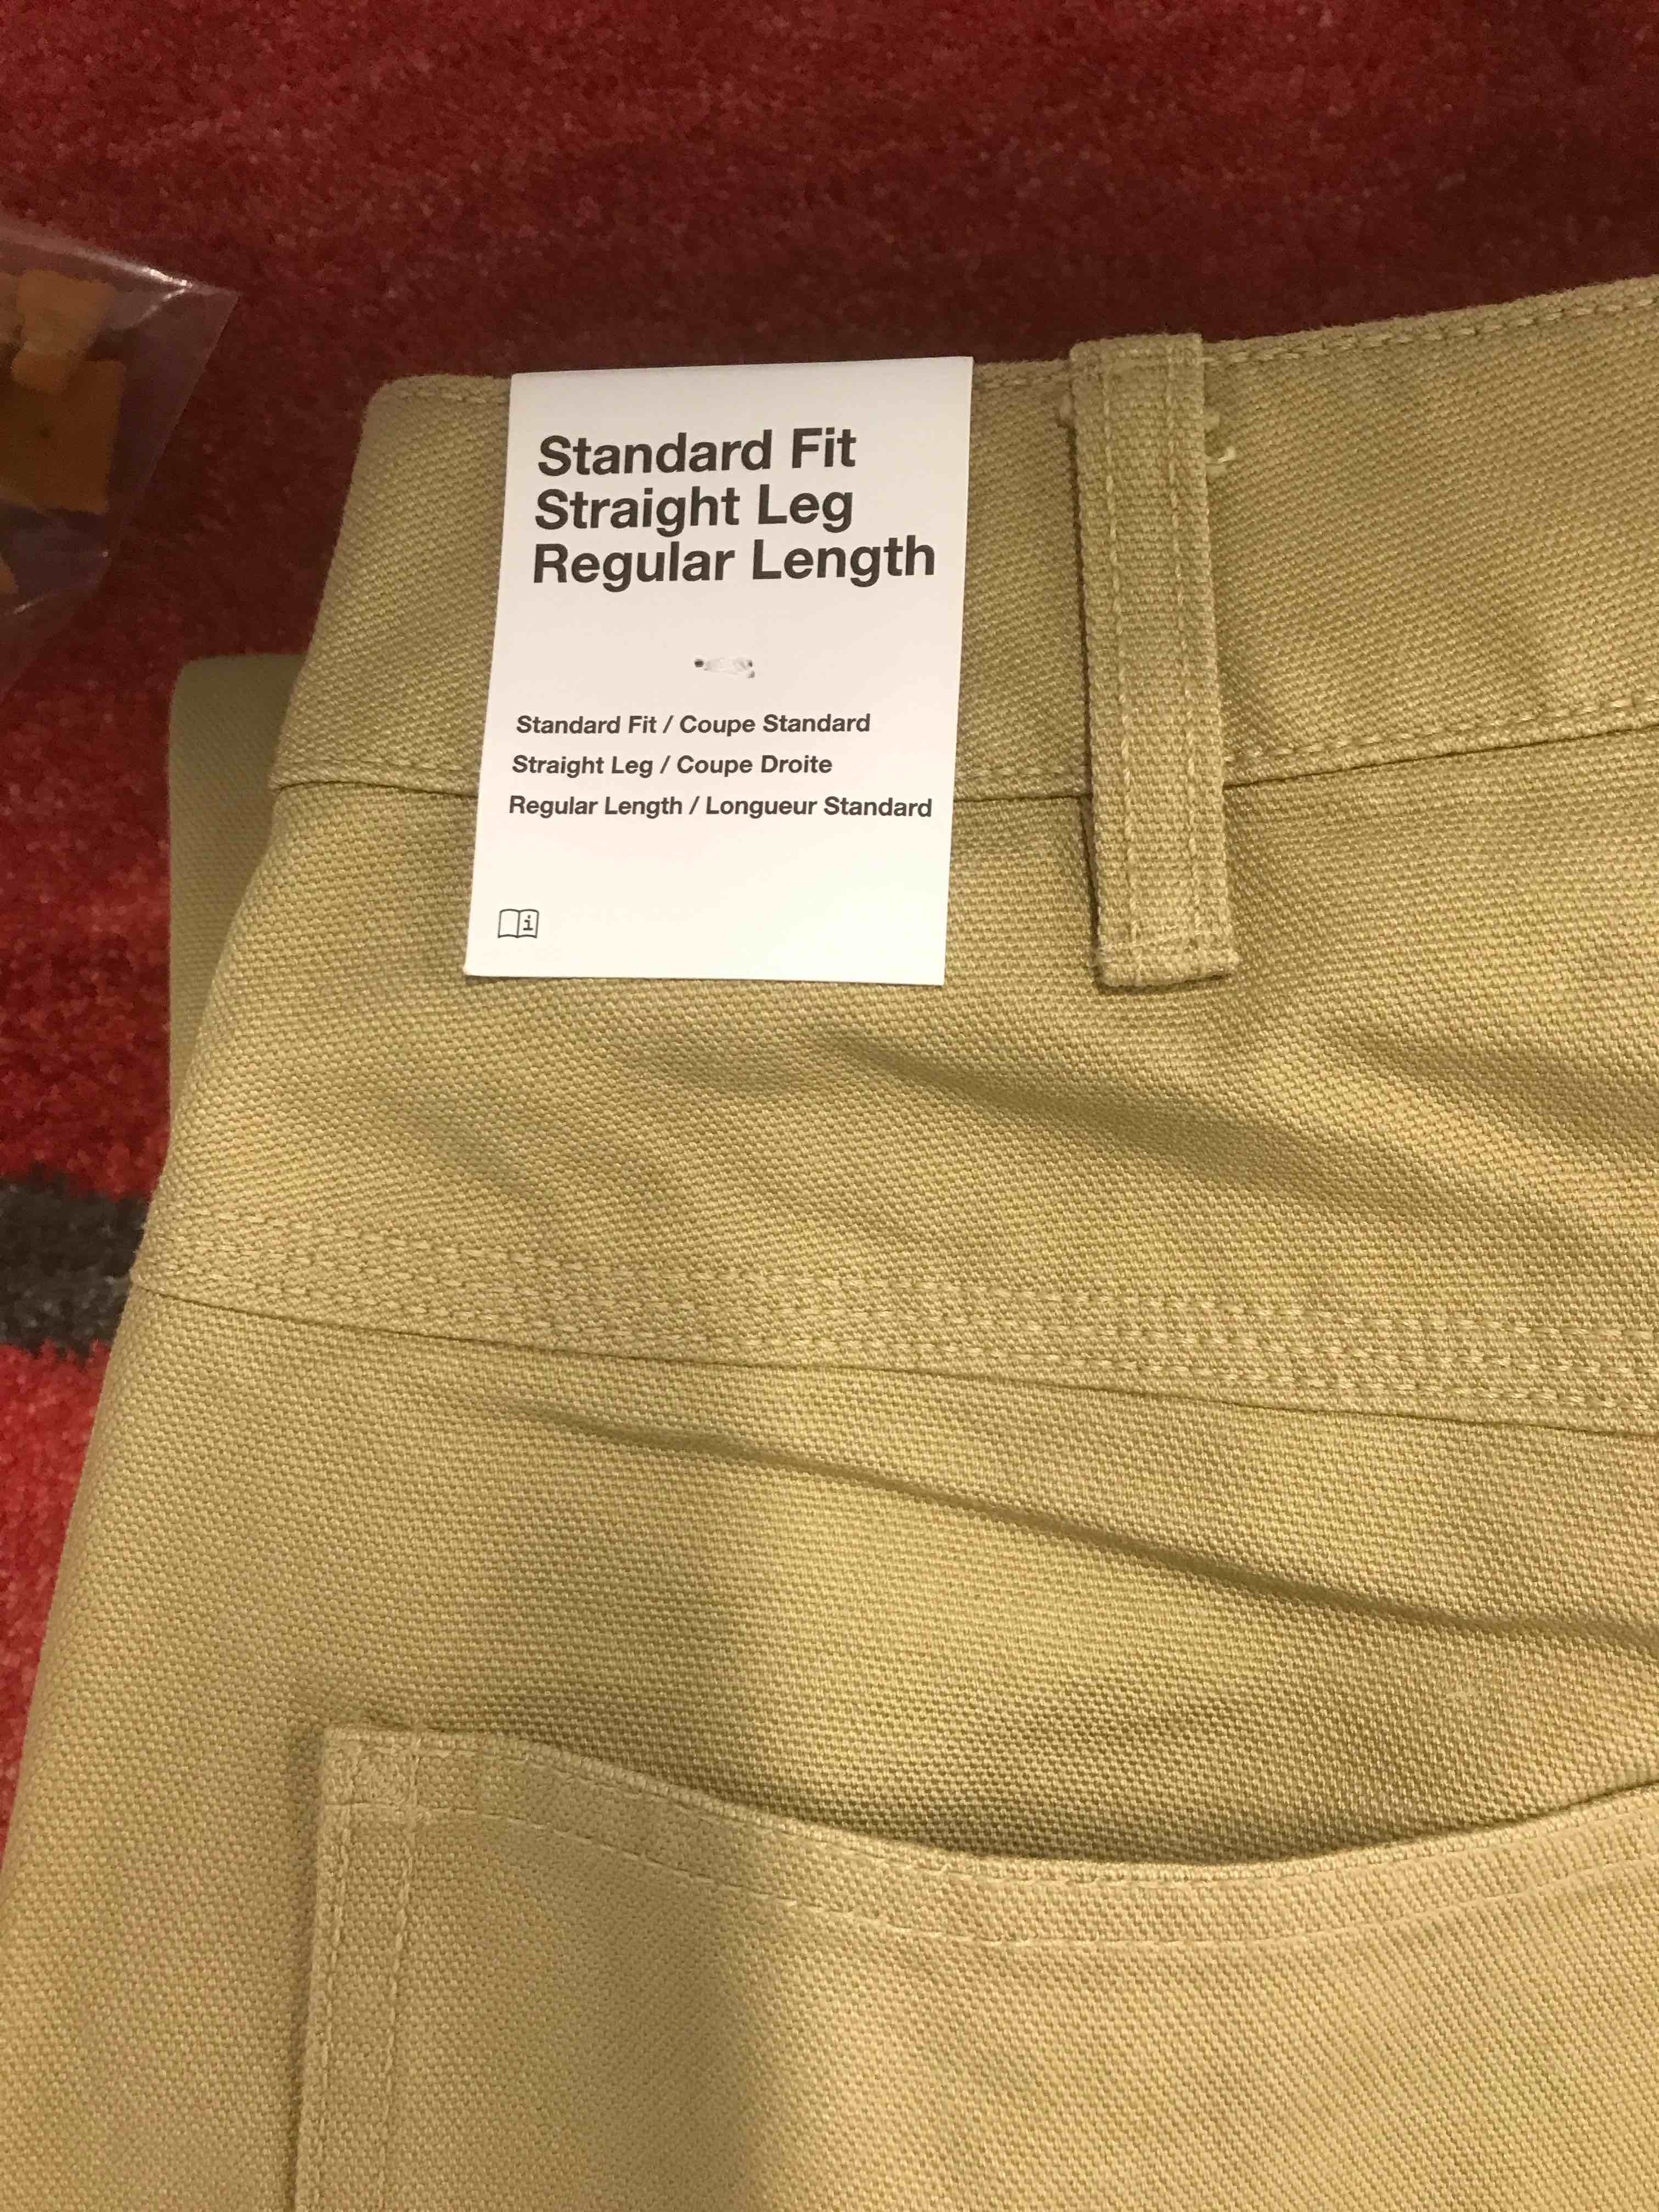 Standard Fit
Straight Leg
Regular Length
Standard Fit / Coupe Standard
Straight Leg / Coupe Droite
Regular Length / Longueur Standard
i